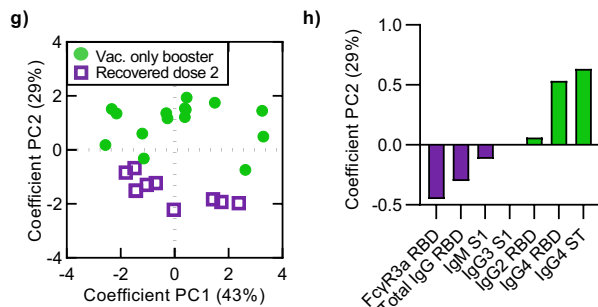 g)
Vac. only booster
Recovered dose 2
Coefficient PC2 (29%)
4
2
0
-2
-4
-4
-2
0
2
4
Coefficient PC1 (43%)
h)
Coefficient PC2 (29%)
1.0
0.5
0.0
-0.5
FcγR3a RBD
Total IgG RBD
IgM S1
IgG3 S1
IgG2 RBD
IgG4 RBD
IgG4 ST